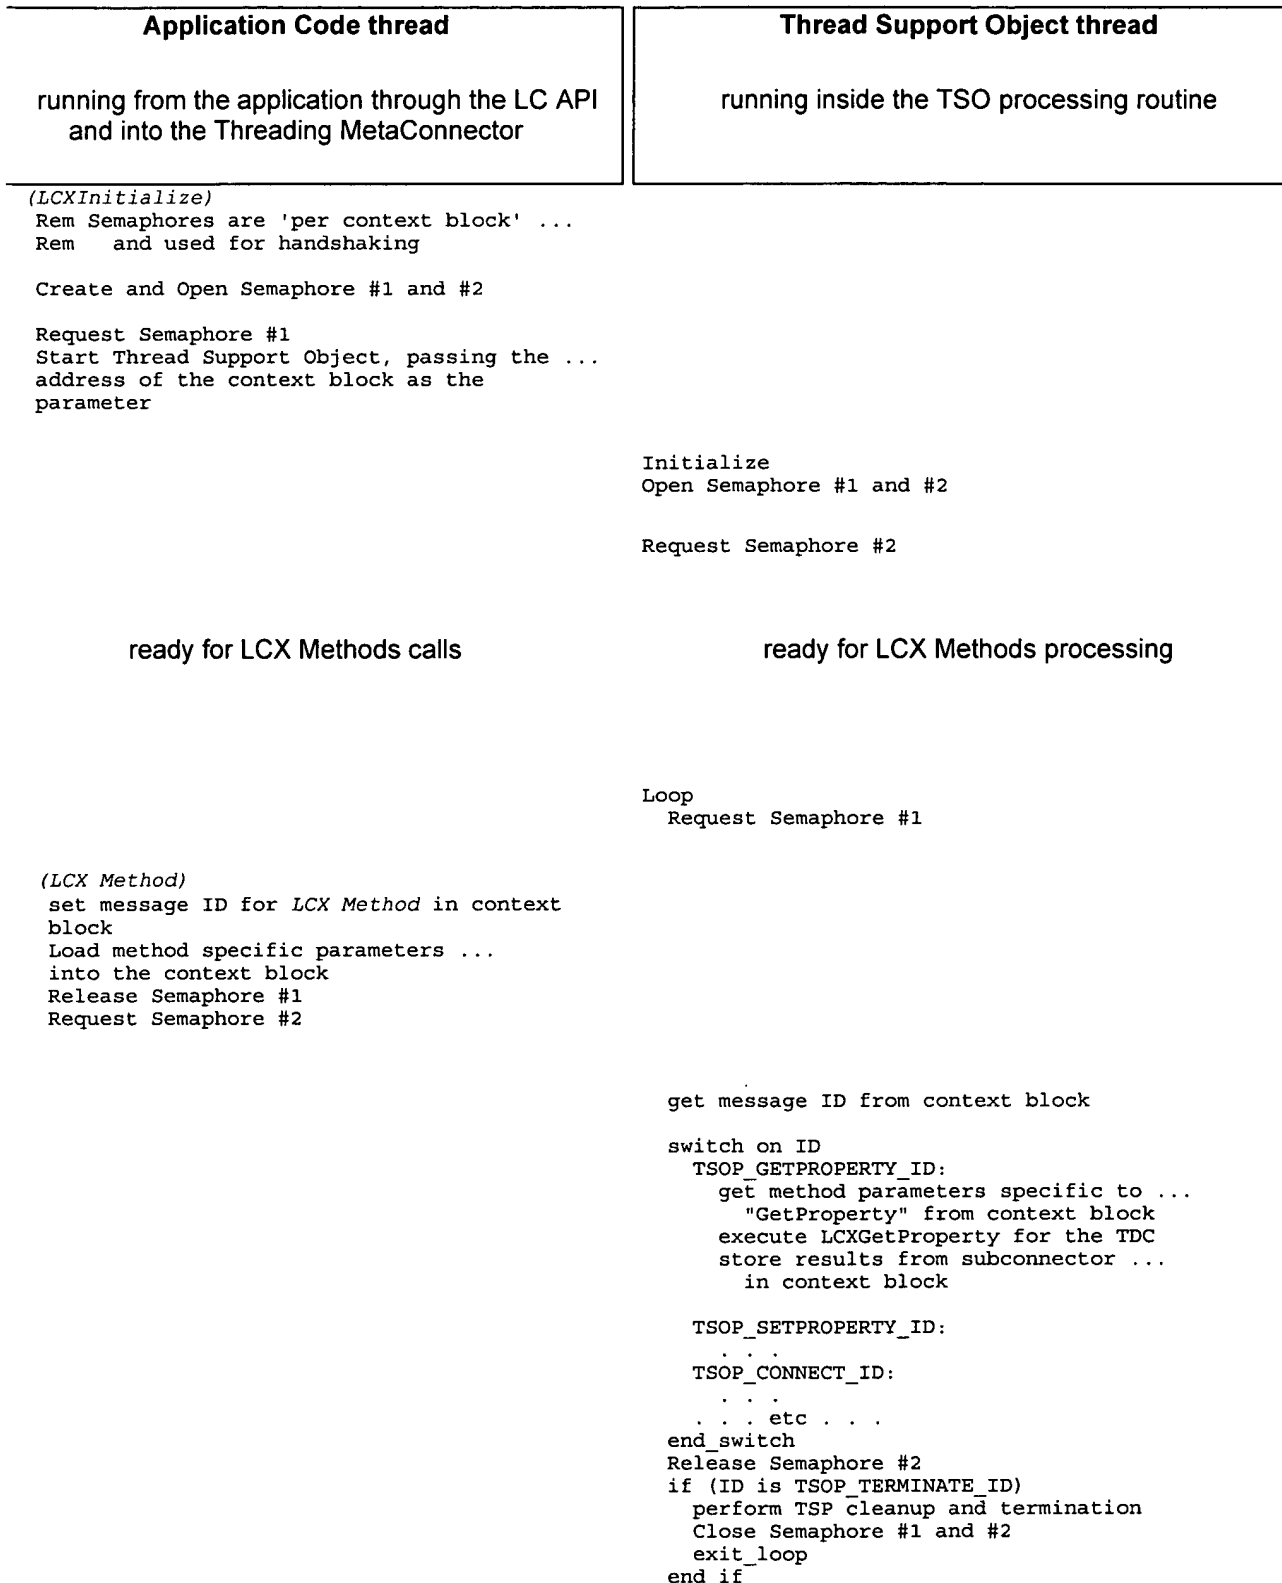 Application Code thread
running from the application through the LC API
and into the Threading MetaConnector
Thread Support Object thread
running inside the TSO processing routine
(LCXInitialize)
Rem Semaphores are 'per context block' ...
Rem   and used for handshaking
Create and Open Semaphore #1 and #2
Request Semaphore #1
Start Thread Support Object, passing the ...
address of the context block as the
parameter
Initialize
Open Semaphore #1 and #2
Request Semaphore #2
ready for LCX Methods calls
ready for LCX Methods processing
Loop
Request Semaphore #1
(LCX Method)
set message ID for LCX Method in context
block
Load method specific parameters ...
into the context block
Release Semaphore #1
Request Semaphore #2
get message ID from context block
switch on ID
TSOP_GETPROPERTY_ID:
get method parameters specific to ...
"GetProperty" from context block
execute LCXGetProperty for the TDC
store results from subconnector ...
in context block
TSOP_SETPROPERTY_ID:
. . .
TSOP_CONNECT_ID:
. . .
. . . etc . . .
end_switch
Release Semaphore #2
if (ID is TSOP_TERMINATE_ID)
perform TSP cleanup and termination
Close Semaphore #1 and #2
exit_loop
end if